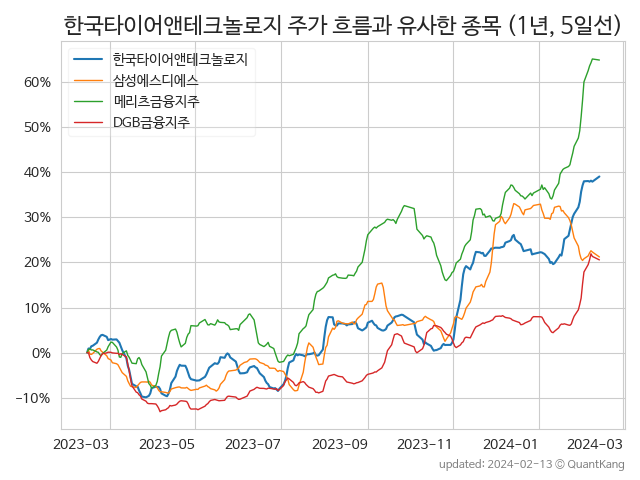 한국타이어앤테크놀로지 주가 흐름과 유사한 종목 (1년, 5일선)
한국타이어앤테크놀로지
삼성에스디에스
메리츠금융지주
DGB금융지주
60%
50%
40%
30%
20%
10%
0%
−10%
2023-03 2023-05 2023-07 2023-09 2023-11 2024-01 2024-03
updated: 2024-02-13 © QuantKang